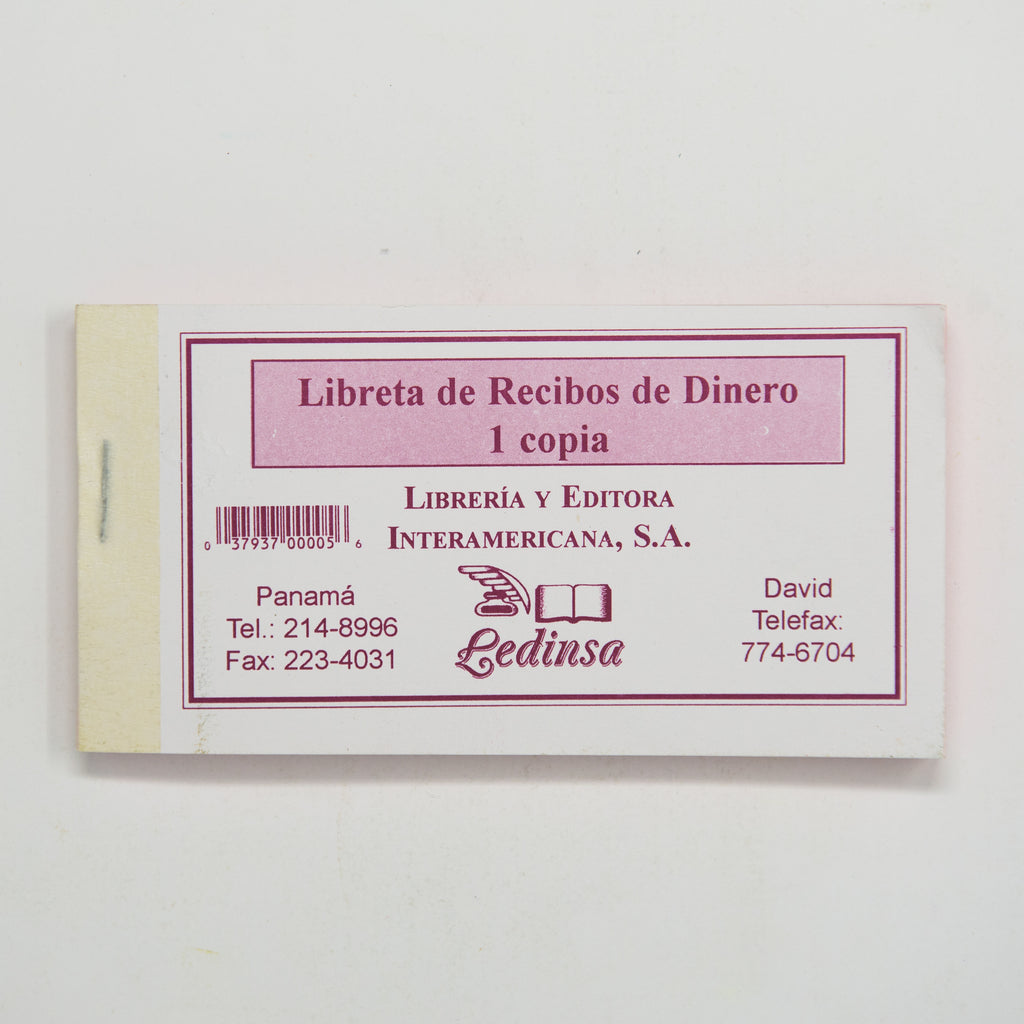 Libreta de Recibos de Dinero
1 copia
LIBRERÍA Y EDITORA
INTERAMERICANA, S.A.
0 37937 00005 6
Panamá
Tel.: 214-8996
Fax: 223-4031
Ledinsa
David
Telefax:
774-6704